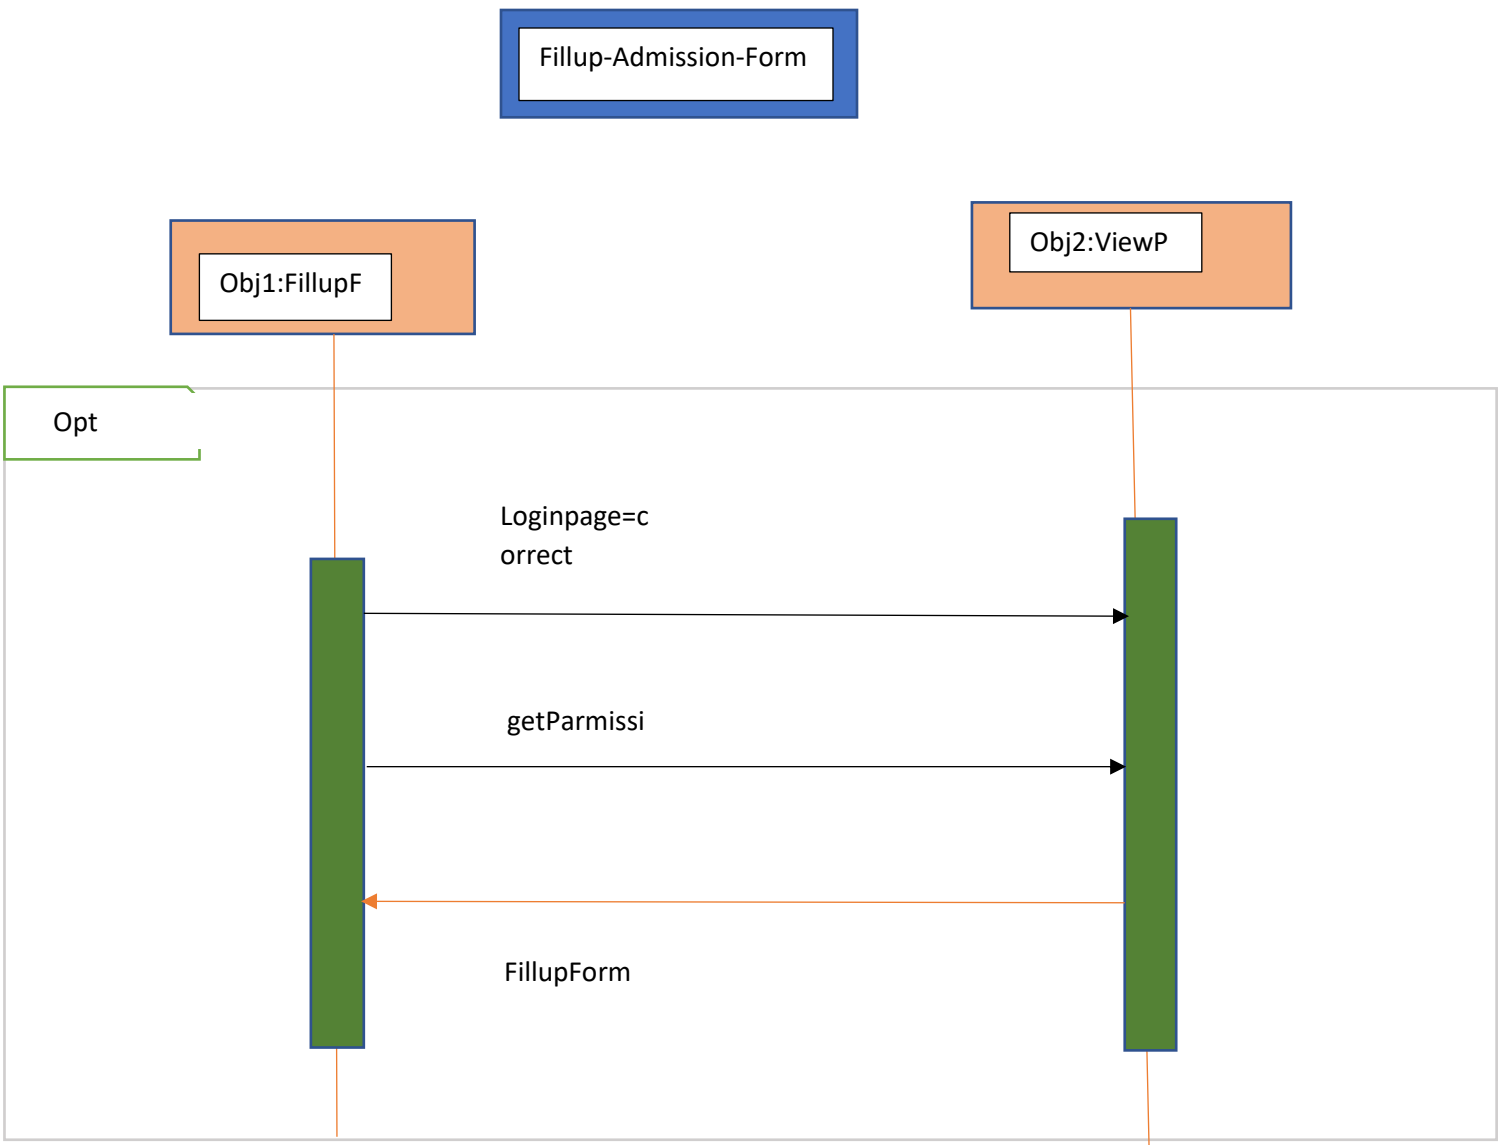 Fillup-Admission-Form
Obj2:ViewP
Obj1:FillupF
Opt
Loginpage=c
orrect
getParmissi
FillupForm